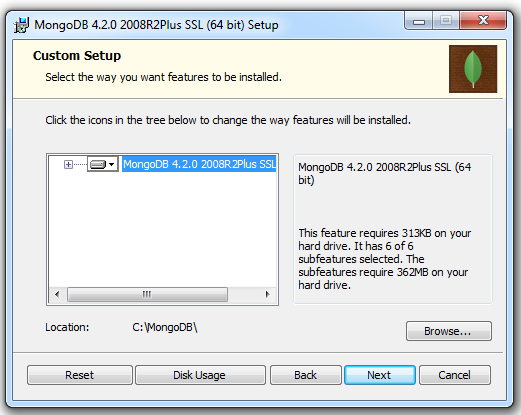 MongoDB 4.2.0 2008R2Plus SSL (64 bit) Setup
Custom Setup
Select the way you want features to be installed.
Click the icons in the tree below to change the way features will be installed.
MongoDB 4.2.0 2008R2Plus SSL
MongoDB 4.2.0 2008R2Plus SSL (64
bit)
This feature requires 313KB on your
hard drive. It has 6 of 6
subfeatures selected. The
subfeatures require 362MB on your
hard drive.
Location: C:\MongoDB\
Browse...
Reset Disk Usage Back Next Cancel